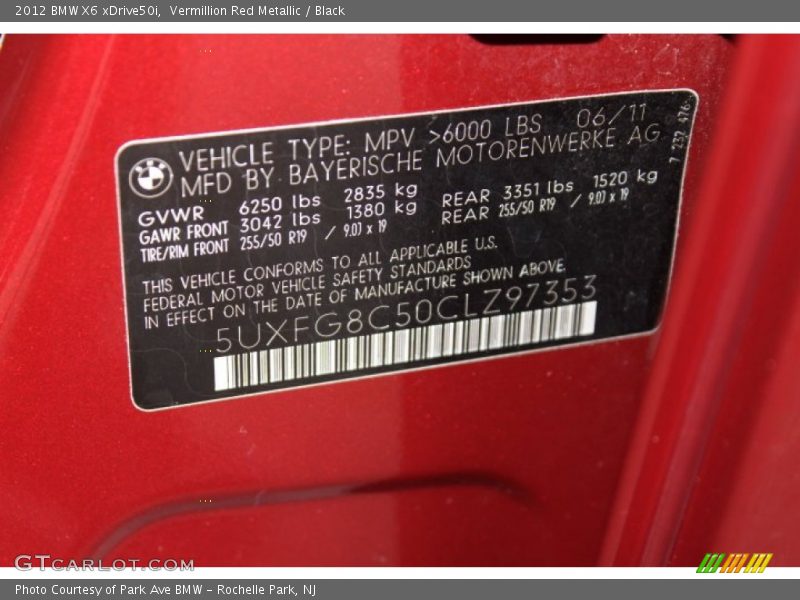 2012 BMW X6 xDrive50i, Vermillion Red Metallic / Black
VEHICLE TYPE: MPV >6000 LBS 06/11
MFD BY BAYERISCHE MOTORENWERKE AG
7 232 476
GVWR 6250 lbs 2835 kg
GAWR FRONT 3042 lbs 1380 kg REAR 3351 lbs 1520 kg
TIRE/RIM FRONT 255/50 R19 / 9.0J x 19 REAR 255/50 R19 / 9.0J x 19
THIS VEHICLE CONFORMS TO ALL APPLICABLE U.S.
FEDERAL MOTOR VEHICLE SAFETY STANDARDS
IN EFFECT ON THE DATE OF MANUFACTURE SHOWN ABOVE.
5UXFG8C50CLZ97353
GTCARLOT.COM
Photo Courtesy of Park Ave BMW - Rochelle Park, NJ